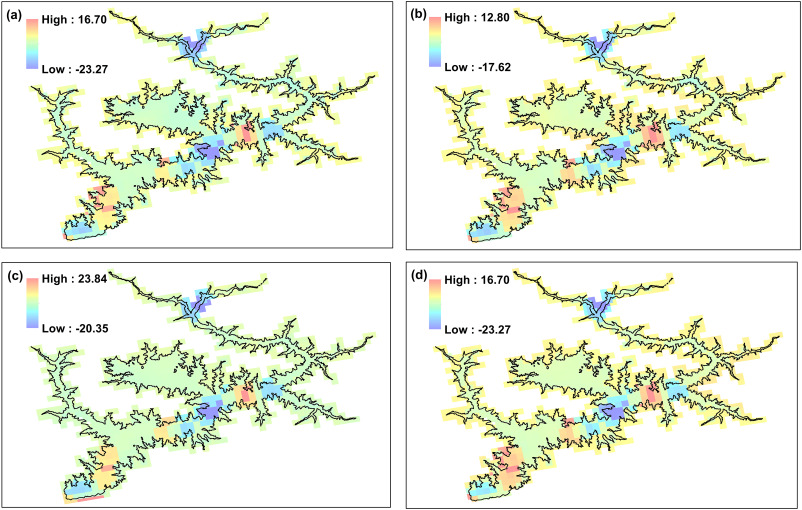 (a)
High : 16.70
Low : -23.27
(b)
High : 12.80
Low : -17.62
(c)
High : 23.84
Low : -20.35
(d)
High : 16.70
Low : -23.27